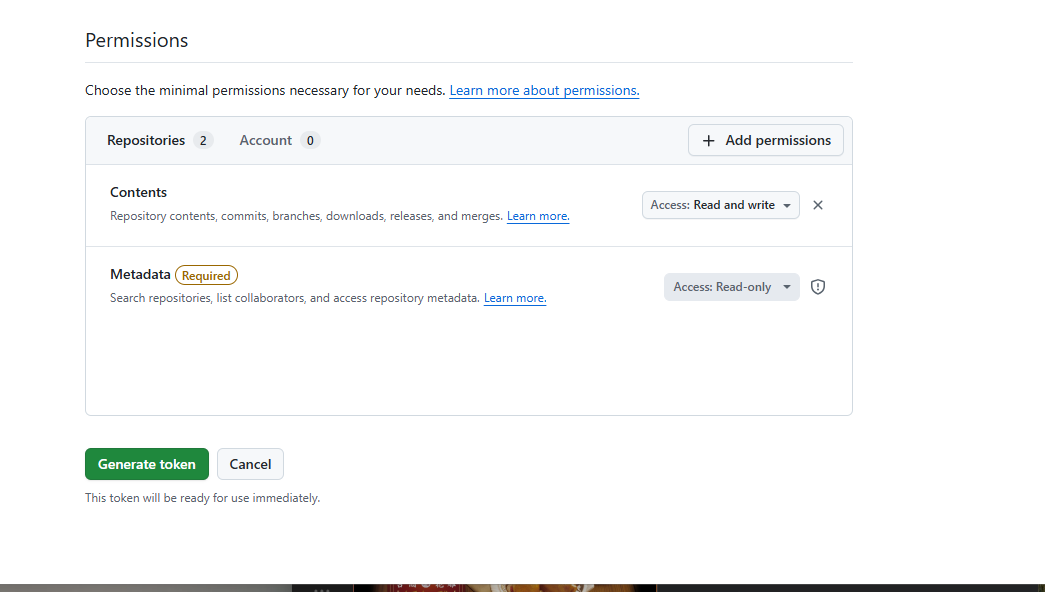 Permissions
Choose the minimal permissions necessary for your needs. Learn more about permissions.
Repositories 2 Account 0 Add permissions
Contents
Repository contents, commits, branches, downloads, releases, and merges. Learn more.
Access: Read and write
Metadata Required
Search repositories, list collaborators, and access repository metadata. Learn more.
Access: Read-only
Generate token Cancel
This token will be ready for use immediately.